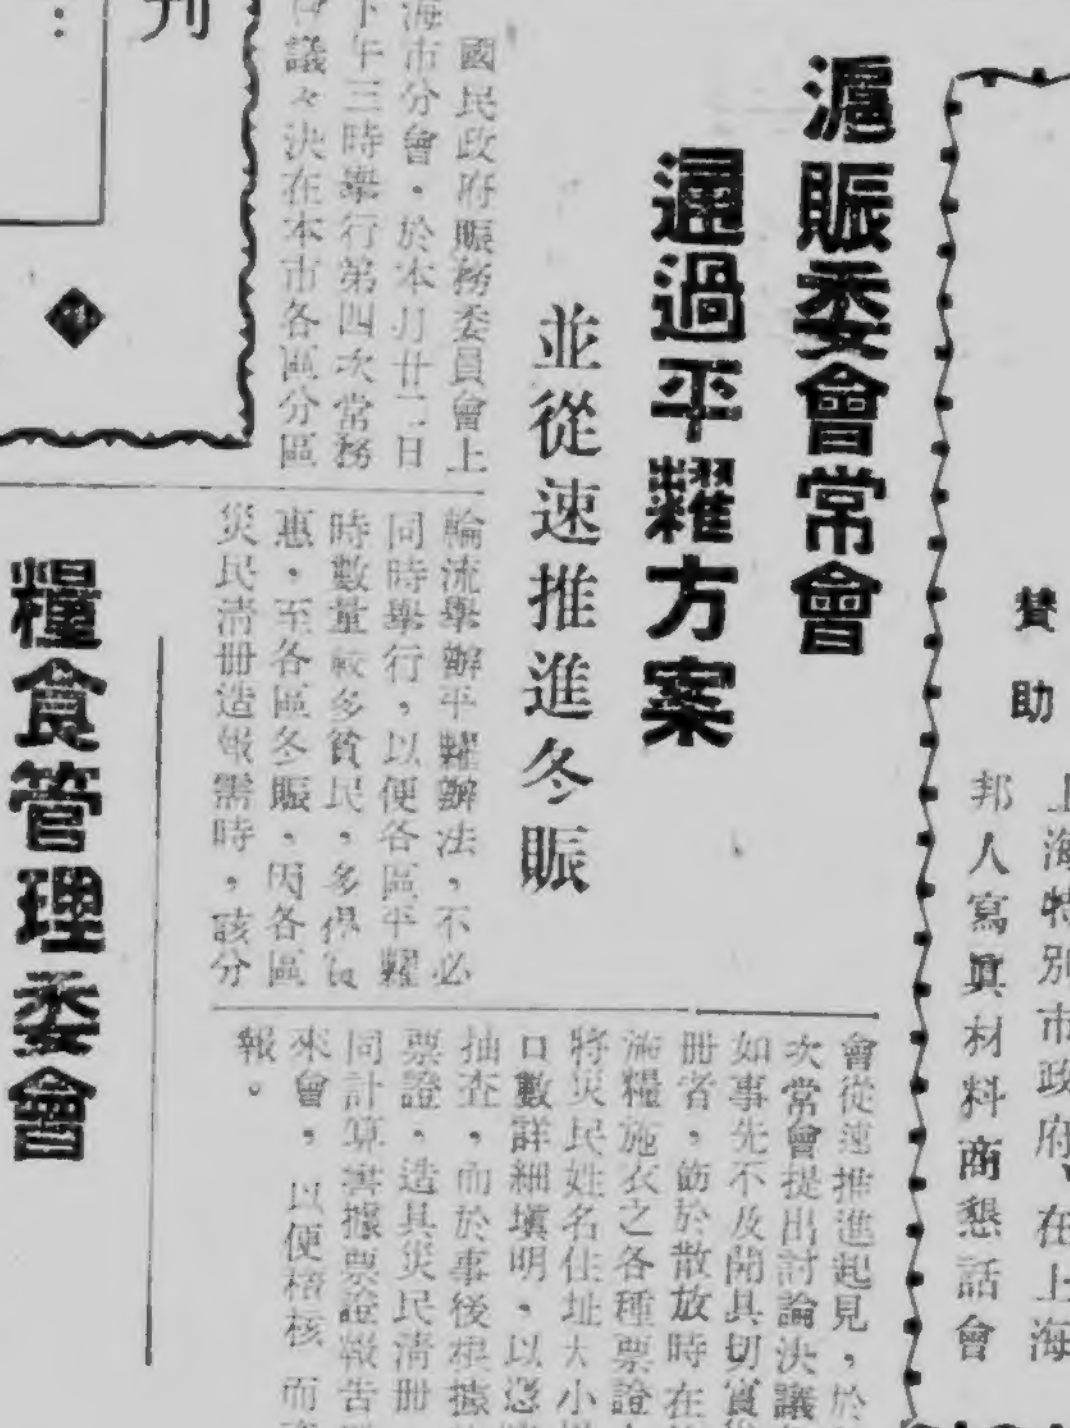 上海特別市政府、在上海
贊助
邦人寫眞材料商懇話會
滬賑委會常會
通過平糶方案
並從速推進冬賑
國民政府賑務委員會上
海市分會・於本月廿二日
下午三時舉行第四次常務
議々決在本市各區分區
輪流舉辦平糶辦法，不必
同時舉行，以便各區平糶
時數量較多貧民，多得
惠・至各區冬賑、因各區
災民清册造報需時，該分
會從速推進起見，於
次常會提出討論決議
如事先不及開具切實
册者，飭於散放時在
施糧施衣之各種票證
將災民姓名住址大小
口數詳細塡明，以憑
抽查，而於事後根據
票證、造具災民清册
同計算書據票證報告
來會，以便稽核 而
報。
刊
糧食管理委會